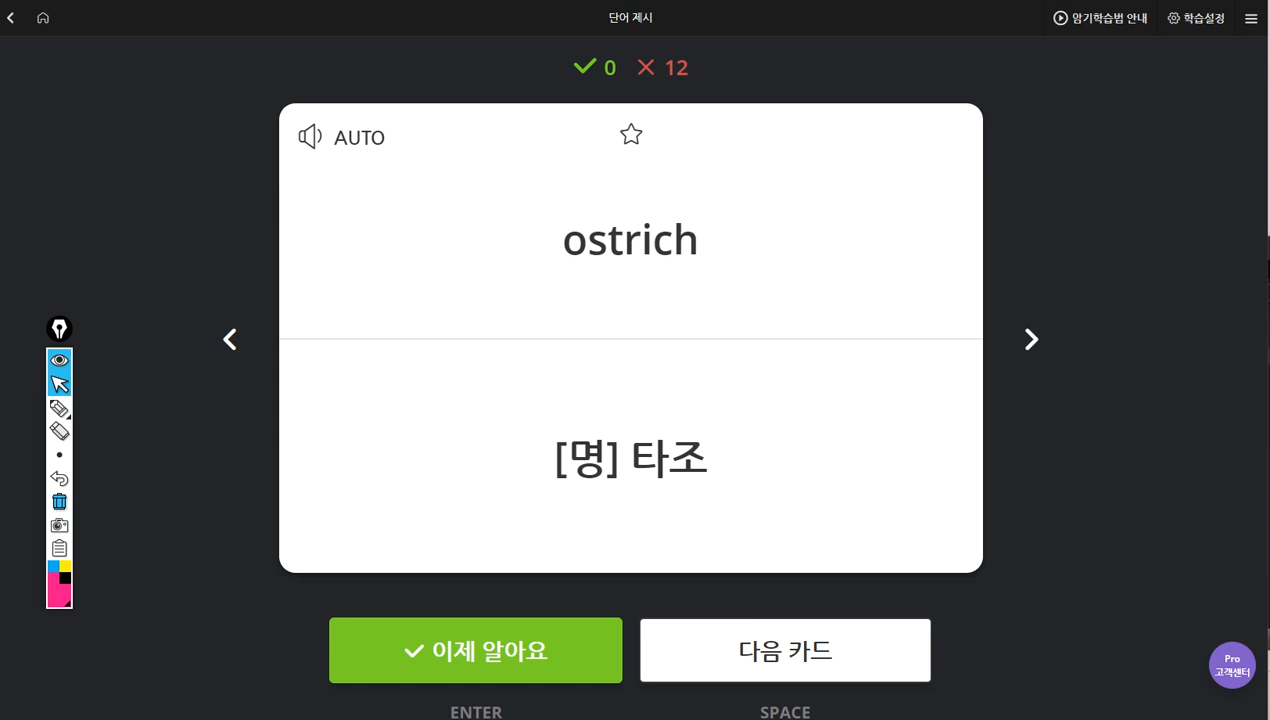 단어 제시
암기학습법 안내
학습설정
0
12
AUTO
ostrich
[명] 타조
이제 알아요
다음 카드
ENTER
SPACE
Pro
고객센터